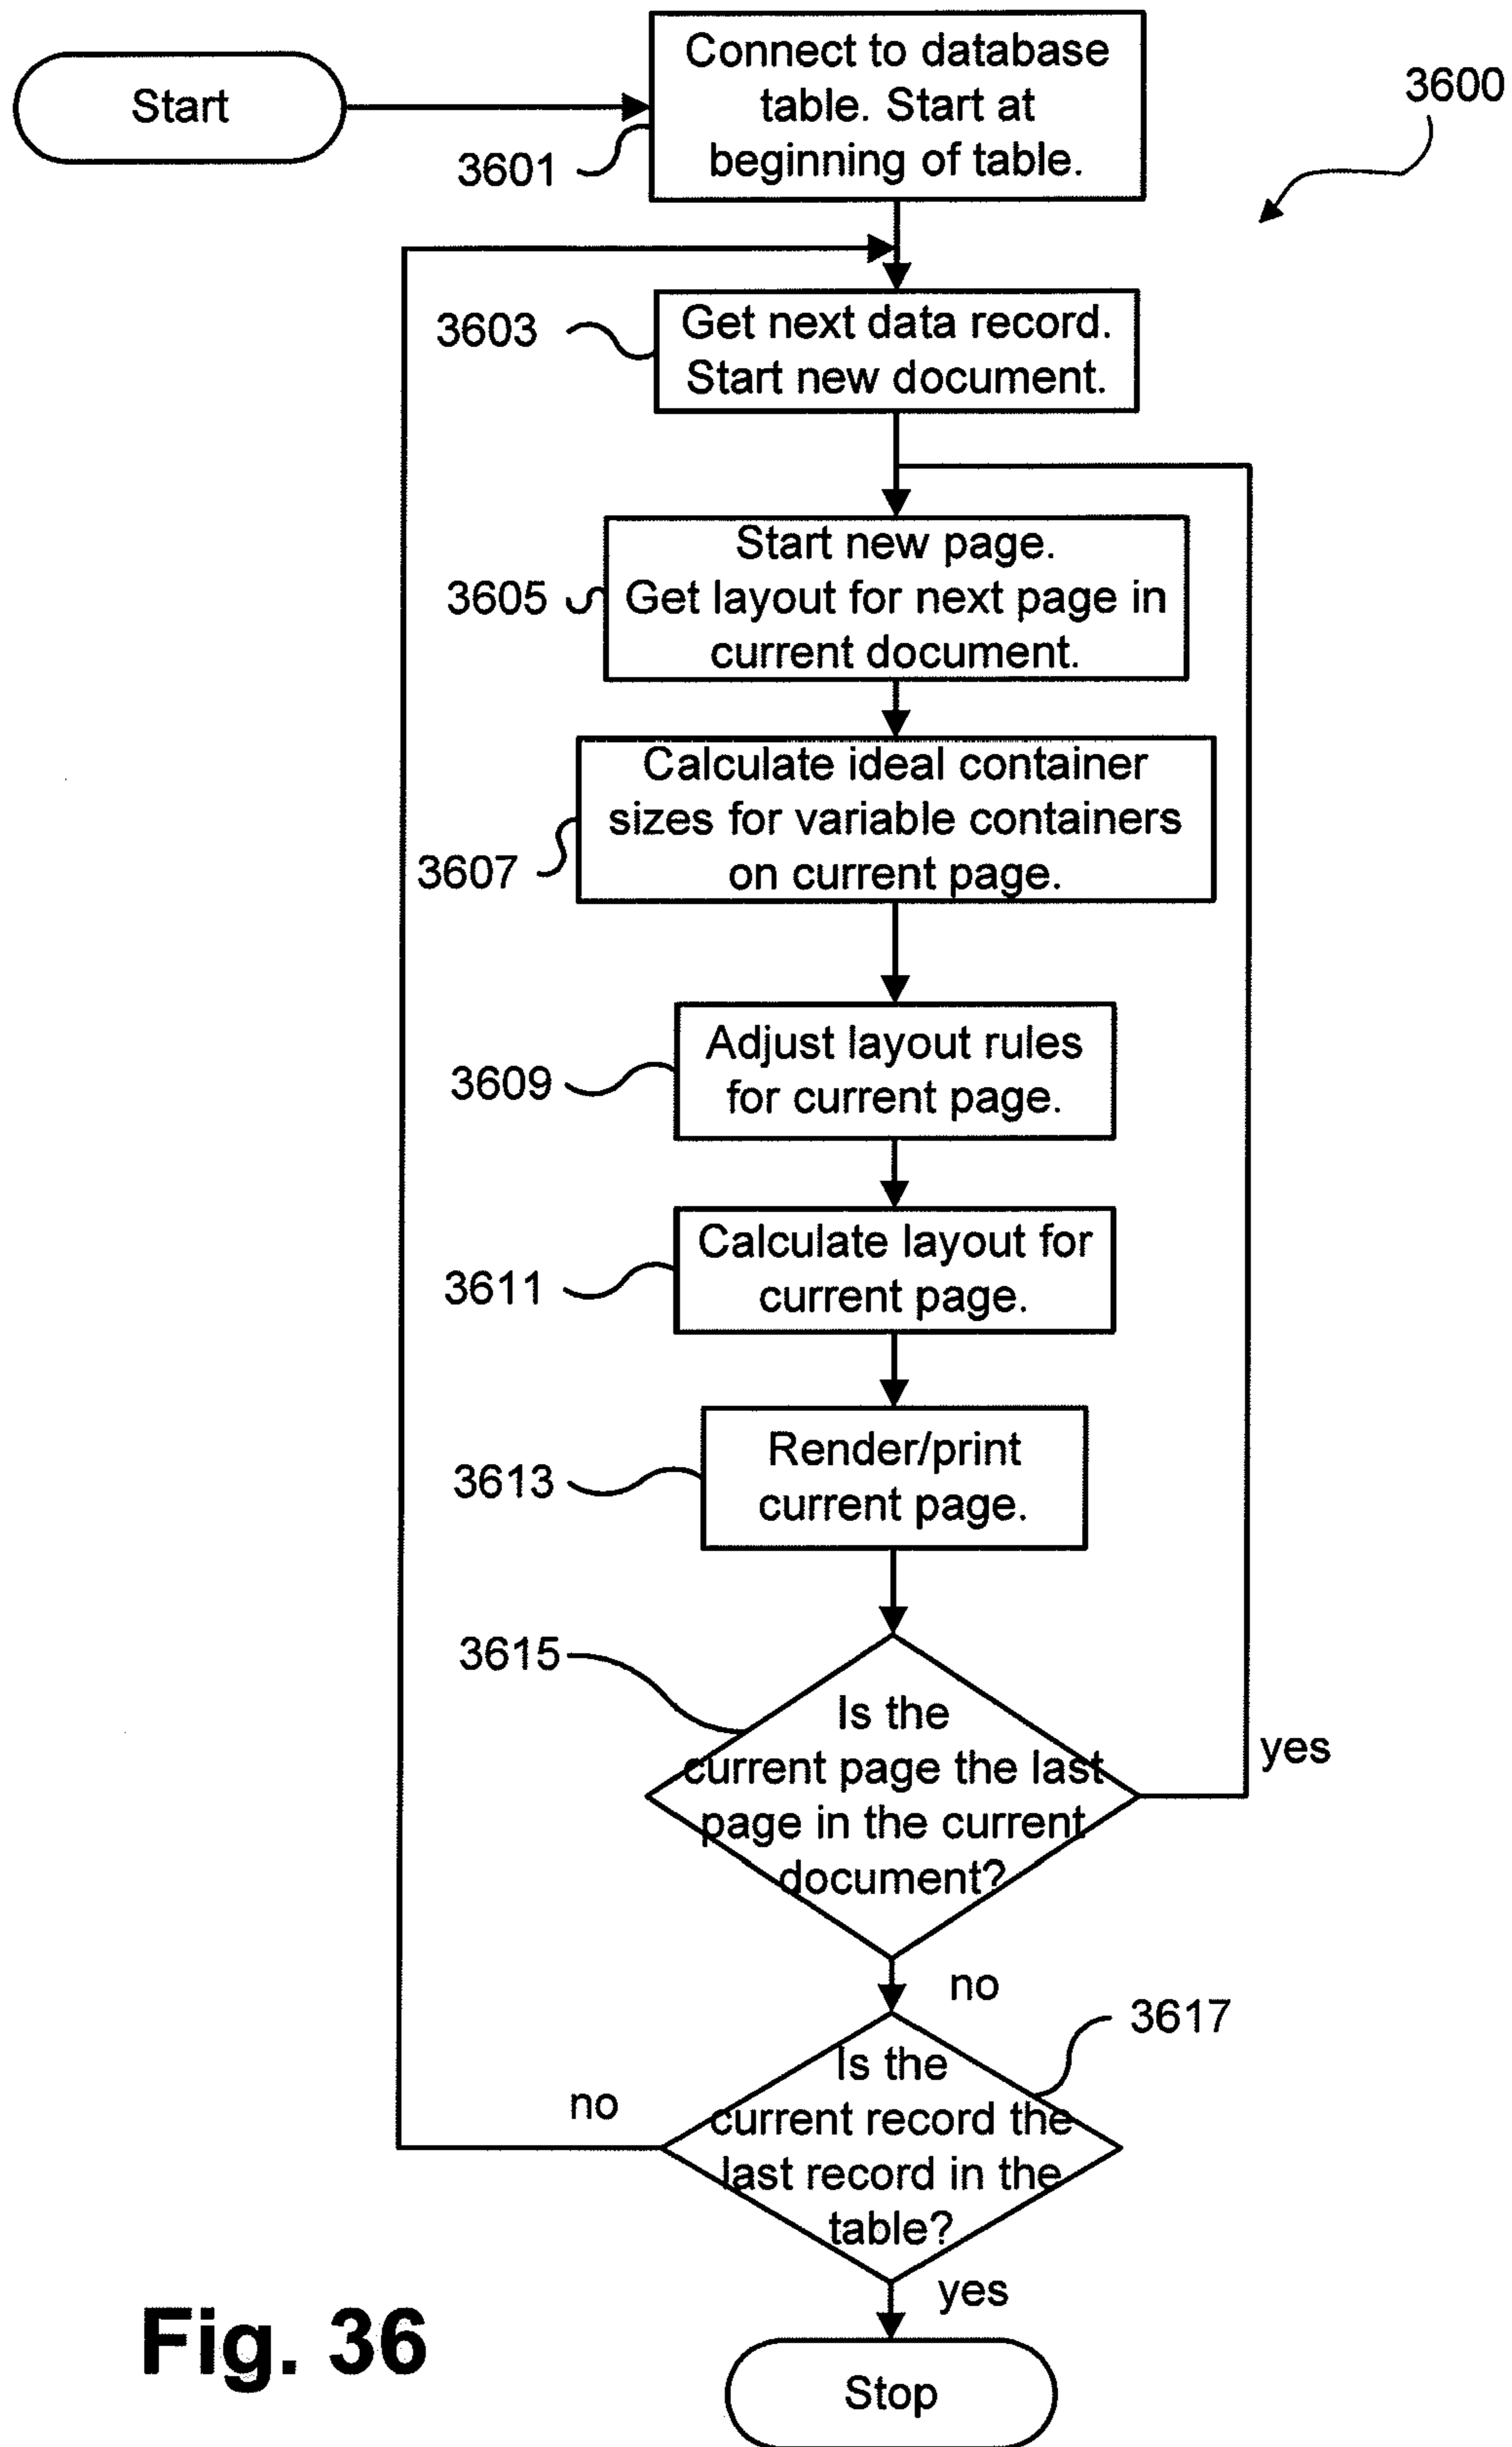 Start
Connect to database
table. Start at
beginning of table.
3600
3601
3603
Get next data record.
Start new document.
3605
Start new page.
Get layout for next page in
current document.
3607
Calculate ideal container
sizes for variable containers
on current page.
3609
Adjust layout rules
for current page.
3611
Calculate layout for
current page.
3613
Render/print
current page.
3615
Is the
current page the last
page in the current
document?
yes
no
3617
Is the
current record the
last record in the
table?
no
yes
Stop
Fig. 36